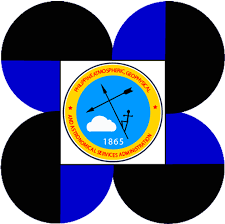 PHILIPPINE ATMOSPHERIC GEOPHYSICAL
AND ASTRONOMICAL SERVICES ADMINISTRATION
1865